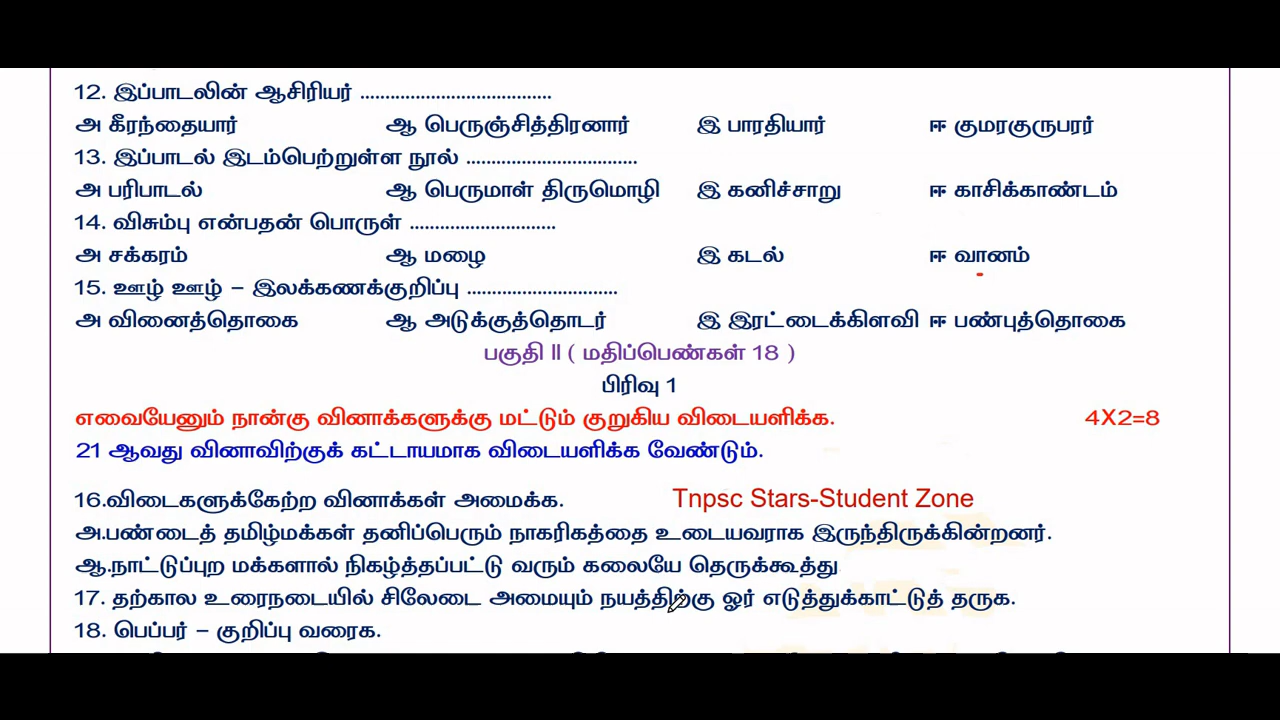 12. இப்பாடலின் ஆசிரியர் ......................................
அ கீரந்தையார் ஆ பெருஞ்சித்திரனார் இ பாரதியார் ஈ குமரகுருபரர்
13. இப்பாடல் இடம்பெற்றுள்ள நூல் ..................................
அ பரிபாடல் ஆ பெருமாள் திருமொழி இ கனிச்சாறு ஈ காசிக்காண்டம்
14. விசும்பு என்பதன் பொருள் .............................
அ சக்கரம் ஆ மழை இ கடல் ஈ வானம்
15. ஊழ் ஊழ் – இலக்கணக்குறிப்பு ..............................
அ வினைத்தொகை ஆ அடுக்குத்தொடர் இ இரட்டைக்கிளவி ஈ பண்புத்தொகை
பகுதி II ( மதிப்பெண்கள் 18 )
பிரிவு 1
எவையேனும் நான்கு வினாக்களுக்கு மட்டும் குறுகிய விடையளிக்க. 4X2=8
21 ஆவது வினாவிற்குக் கட்டாயமாக விடையளிக்க வேண்டும்.
16.விடைகளுக்கேற்ற வினாக்கள் அமைக்க. Tnpsc Stars-Student Zone
அ.பண்டைத் தமிழ்மக்கள் தனிப்பெரும் நாகரிகத்தை உடையவராக இருந்திருக்கின்றனர்.
ஆ.நாட்டுப்புற மக்களால் நிகழ்த்தப்பட்டு வரும் கலையே தெருக்கூத்து
17. தற்கால உரைநடையில் சிலேடை அமையும் நயத்திற்கு ஓர் எடுத்துக்காட்டுத் தருக.
18. பெப்பர் – குறிப்பு வரைக.